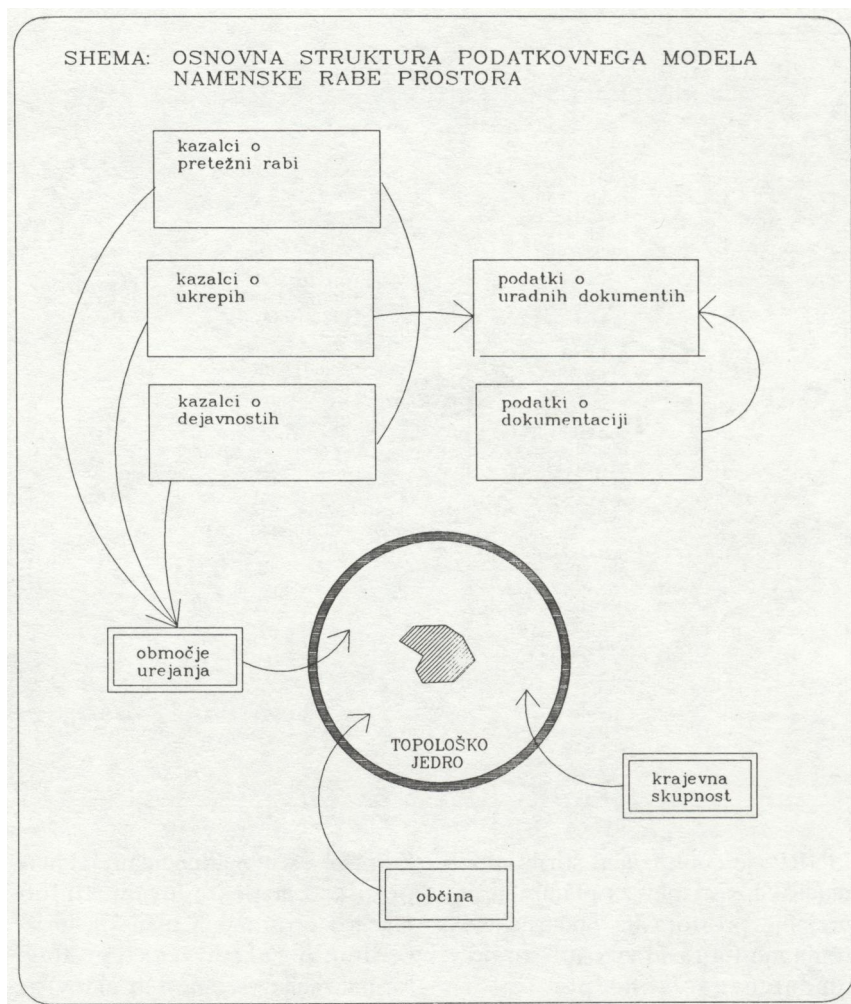 SHEMA: OSNOVNA STRUKTURA PODATKOVNEGA MODELA
NAMENSKE RABE PROSTORA
kazalci o
pretežni rabi
kazalci o
ukrepih
podatki o
uradnih dokumentih
kazalci o
dejavnostih
podatki o
dokumentaciji
območje
urejanja
TOPOLOŠKO
JEDRO
krajevna
skupnost
občina